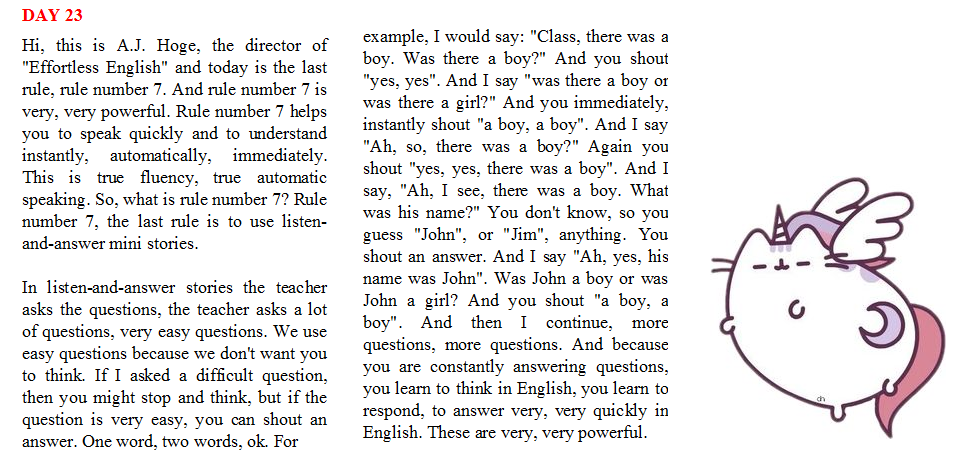 DAY 23
Hi, this is A.J. Hoge, the director of
"Effortless English" and today is the last
rule, rule number 7. And rule number 7 is
very, very powerful. Rule number 7 helps
you to speak quickly and to understand
instantly, automatically, immediately.
This is true fluency, true automatic
speaking. So, what is rule number 7? Rule
number 7, the last rule is to use listen-
and-answer mini stories.
In listen-and-answer stories the teacher
asks the questions, the teacher asks a lot
of questions, very easy questions. We use
easy questions because we don't want you
to think. If I asked a difficult question,
then you might stop and think, but if the
question is very easy, you can shout an
answer. One word, two words, ok. For
example, I would say: "Class, there was a
boy. Was there a boy?" And you shout
"yes, yes". And I say "was there a boy or
was there a girl?" And you immediately,
instantly shout "a boy, a boy". And I say
"Ah, so, there was a boy?" Again you
shout "yes, yes, there was a boy". And I
say, "Ah, I see, there was a boy. What
was his name?" You don't know, so you
guess "John", or "Jim", anything. You
shout an answer. And I say "Ah, yes, his
name was John". Was John a boy or was
John a girl? And you shout "a boy, a
boy". And then I continue, more
questions, more questions. And because
you are constantly answering questions,
you learn to think in English, you learn to
respond, to answer very, very quickly in
English. These are very, very powerful.